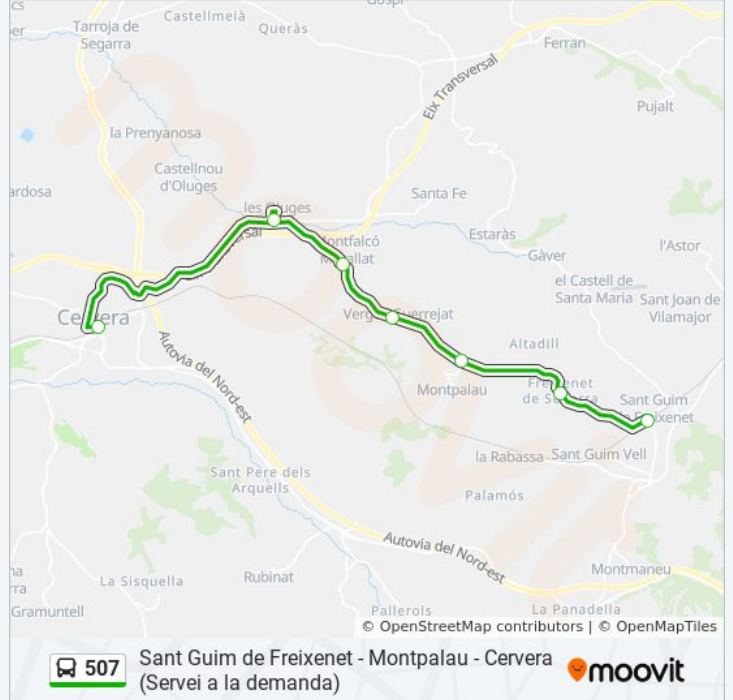 Castellmeià
Tarroja de
Segarra
Queràs
Ferran
Eix Transversal
Pujalt
la Prenyanosa
Castellnou
d'Oluges
Santa Fe
les Oluges
Estaràs
Gàver
l'Astor
el Castell de
Santa Maria
Sant Joan de
Vilamajor
Cervera
Altadill
Autovia del Nord-est
Montpalau
Sant Guim
la Rabassa
Sant Guim Vell
Sant Pere dels
Arquells
Palamós
Autovia del Nord-est
Montmaneu
La Sisquella
Rubinat
Gramuntell
Pallerols
La Panadella
© OpenStreetMap contributors | © OpenMapTiles
507
Sant Guim de Freixenet - Montpalau - Cervera
(Servei a la demanda)
moovit